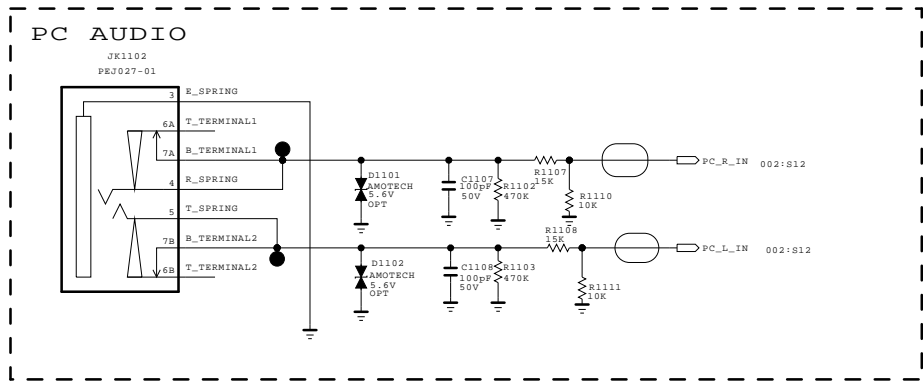 PC AUDIO
JK1102
PEJ027-01
3 E_SPRING
6A T_TERMINAL1
7A B_TERMINAL1
4 R_SPRING
5 T_SPRING
7B B_TERMINAL2
6B T_TERMINAL2
D1101
AMOTECH
5.6V
OPT
C1107
100pF
50V
R1102
470K
R1107
15K
R1110
10K
PC_R_IN 002:S12
D1102
AMOTECH
5.6V
OPT
C1108
100pF
50V
R1103
470K
R1108
15K
R1111
10K
PC_L_IN 002:S12